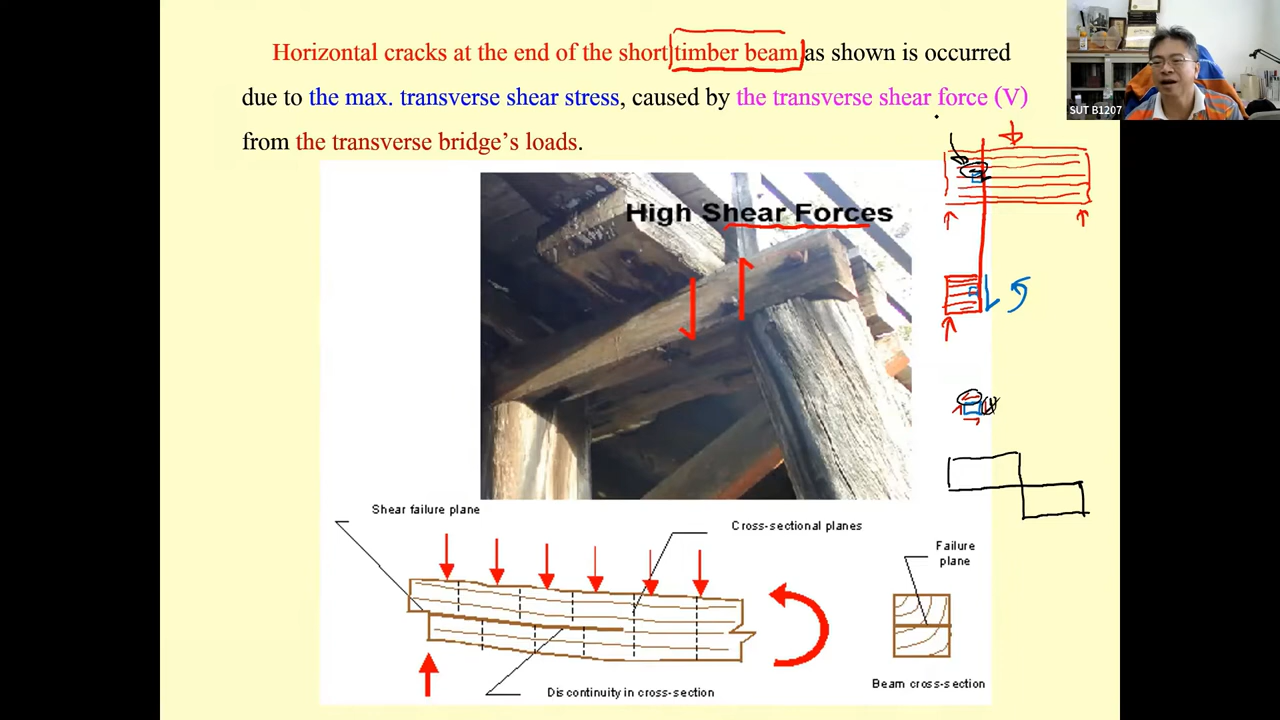 Horizontal cracks at the end of the short timber beam as shown is occurred
due to the max. transverse shear stress, caused by the transverse shear force (V)
from the transverse bridge's loads.
SUT B1207
High Shear Forces
Shear failure plane
Cross-sectional planes
Failure
plane
Discontinuity in cross-section
Beam cross-section